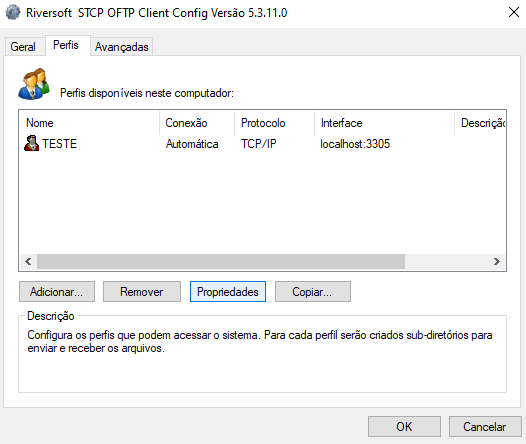 Riversoft STCP OFTP Client Config Versão 5.3.11.0
Geral Perfis Avançadas
Perfis disponíveis neste computador:
Nome Conexão Protocolo Interface Descriçã
TESTE Automática TCP/IP localhost:3305
Adicionar... Remover Propriedades Copiar...
Descrição
Configura os perfis que podem acessar o sistema. Para cada perfil serão criados sub-diretórios para
enviar e receber os arquivos.
OK Cancelar